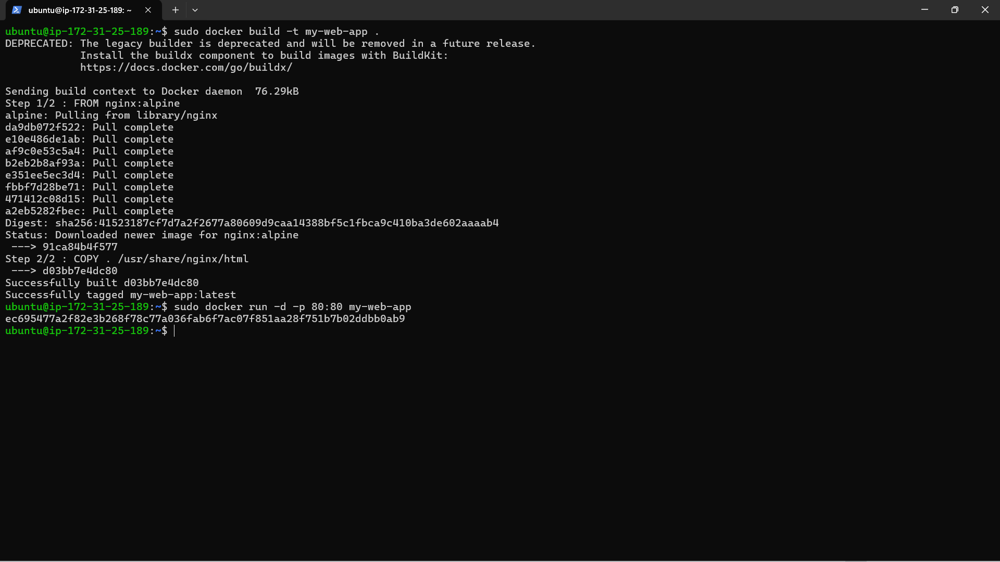 ubuntu@ip-172-31-25-189: ~
ubuntu@ip-172-31-25-189:~$ sudo docker build -t my-web-app .
DEPRECATED: The legacy builder is deprecated and will be removed in a future release.
            Install the buildx component to build images with BuildKit:
            https://docs.docker.com/go/buildx/

Sending build context to Docker daemon  76.29kB
Step 1/2 : FROM nginx:alpine
alpine: Pulling from library/nginx
da9db072f522: Pull complete
e10e486de1ab: Pull complete
af9c0e53c5a4: Pull complete
b2eb2b8af93a: Pull complete
e351ee5ec3d4: Pull complete
fbbf7d28be71: Pull complete
471412c08d15: Pull complete
a2eb5282fbec: Pull complete
Digest: sha256:41523187cf7d7a2f2677a80609d9caa14388bf5c1fbca9c410ba3de602aaaab4
Status: Downloaded newer image for nginx:alpine
 ---> 91ca84b4f577
Step 2/2 : COPY . /usr/share/nginx/html
 ---> d03bb7e4dc80
Successfully built d03bb7e4dc80
Successfully tagged my-web-app:latest
ubuntu@ip-172-31-25-189:~$ sudo docker run -d -p 80:80 my-web-app
ec695477a2f82e3b268f78c77a036fab6f7ac07f851aa28f751b7b02ddbb0ab9
ubuntu@ip-172-31-25-189:~$